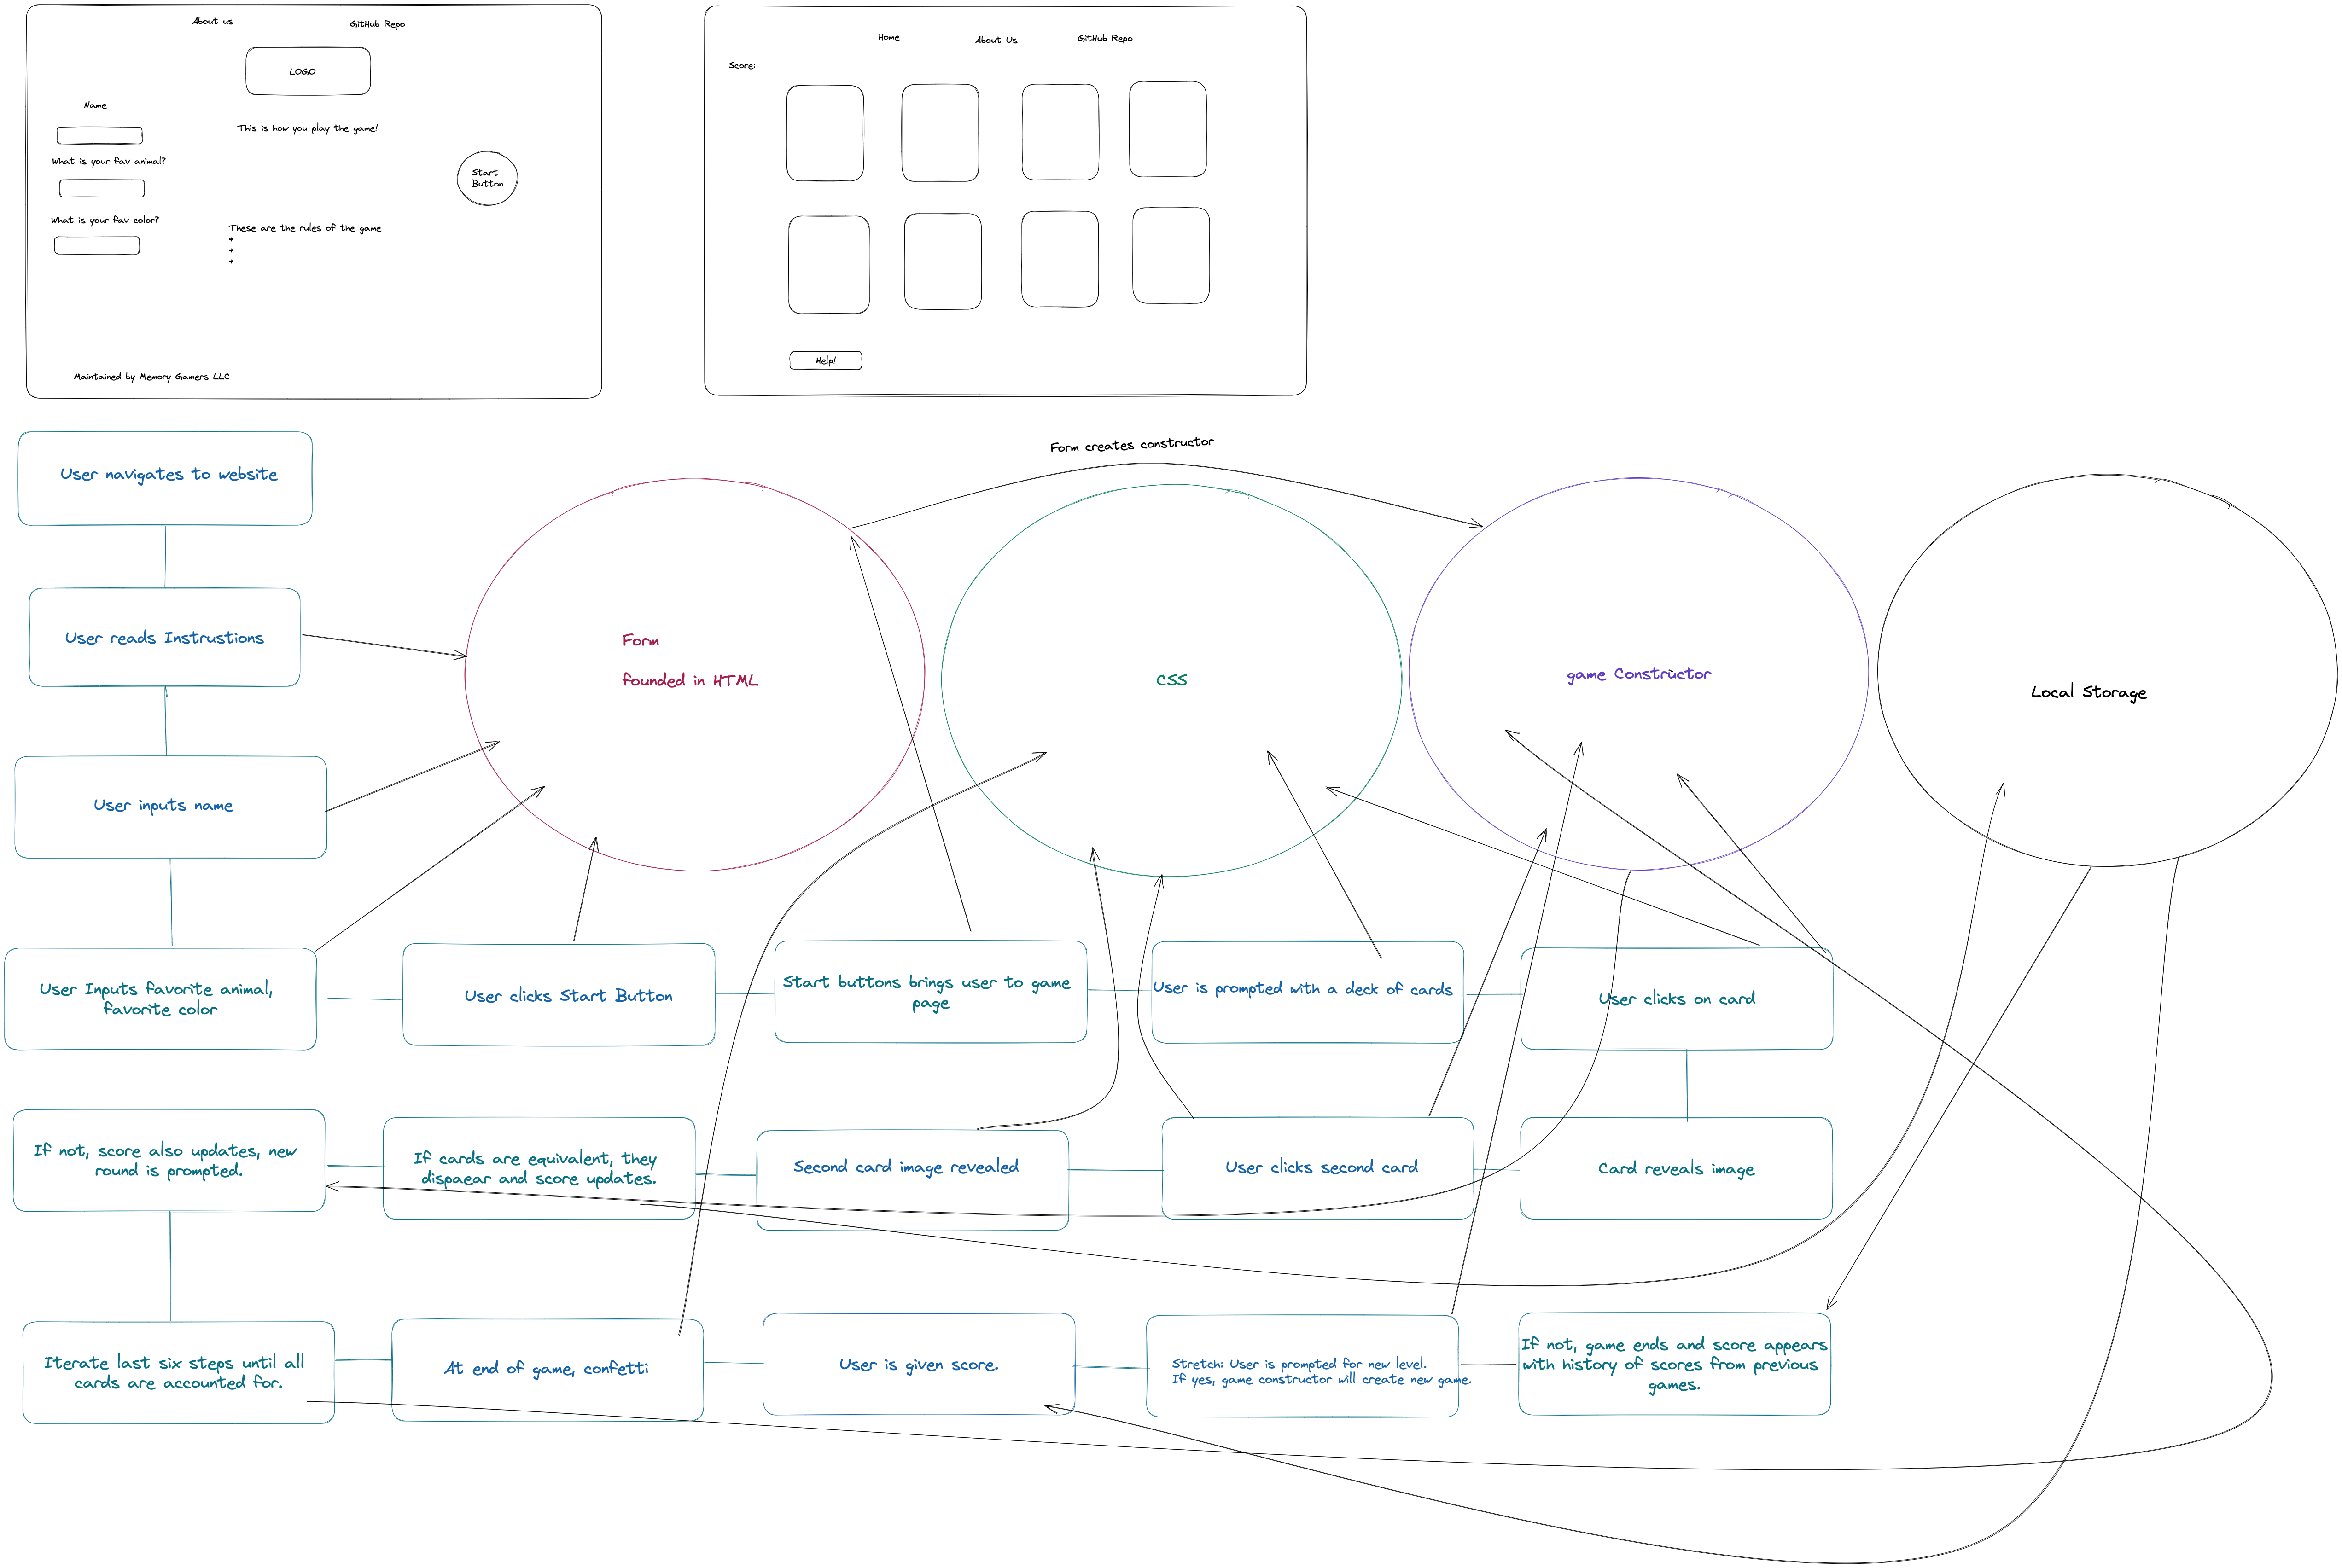 About us
GitHub Repo
LOGO
Name
This is how you play the game!
What is your fav animal?
Start
Button
What is your fav color?
These are the rules of the game
*
*
*
Maintained by Memory Gamers LLC
Home
About Us
GitHub Repo
Score:
Help!
Form creates constructor
User navigates to website
User reads Instrustions
User inputs name
Form
founded in HTML
CSS
game Constructor
Local Storage
User Inputs favorite animal,
favorite color
User clicks Start Button
Start buttons brings user to game
page
User is prompted with a deck of cards
User clicks on card
If not, score also updates, new
round is prompted.
If cards are equivalent, they
dispaear and score updates.
Second card image revealed
User clicks second card
Card reveals image
Iterate last six steps until all
cards are accounted for.
At end of game, confetti
User is given score.
Stretch: User is prompted for new level.
If yes, game constructor will create new game.
If not, game ends and score appears
with history of scores from previous
games.